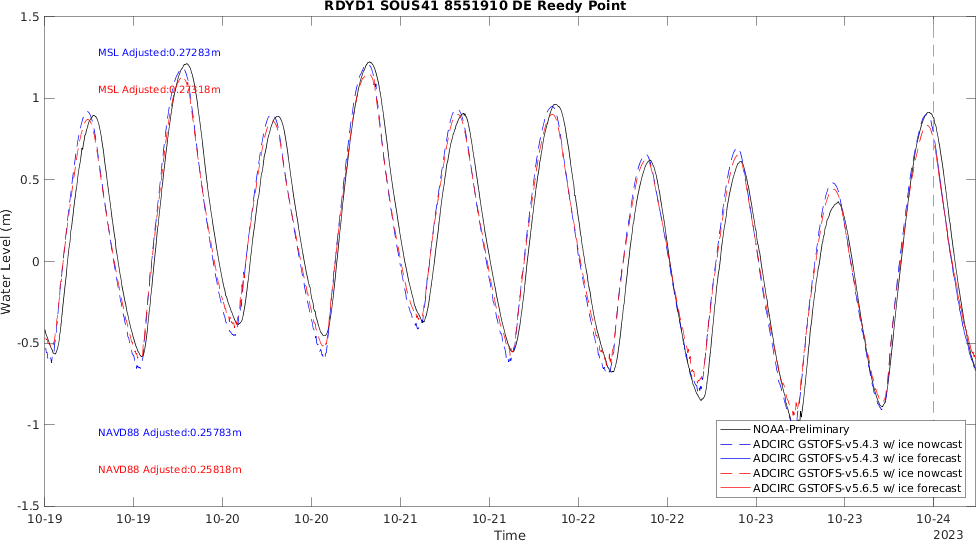 RDYD1 SOUS41 8551910 DE Reedy Point
1.5
1
0.5
0
-0.5
-1
-1.5
Water Level (m)
MSL Adjusted:0.27283m
MSL Adjusted:0.27318m
NAVD88 Adjusted:0.25783m
NAVD88 Adjusted:0.25818m
NOAA-Preliminary
ADCIRC GSTOFS-v5.4.3 w/ ice nowcast
ADCIRC GSTOFS-v5.4.3 w/ ice forecast
ADCIRC GSTOFS-v5.6.5 w/ ice nowcast
ADCIRC GSTOFS-v5.6.5 w/ ice forecast
10-19 10-19 10-20 10-20 10-21 10-21 10-22 10-22 10-23 10-23 10-24
2023
Time